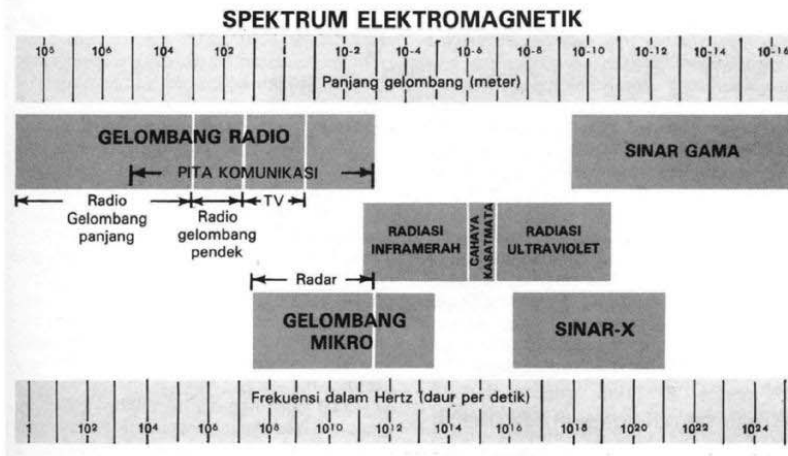 SPEKTRUM ELEKTROMAGNETIK
10⁸ 10⁶ 10⁴ 10² 1 10⁻² 10⁻⁴ 10⁻⁶ 10⁻⁸ 10⁻¹⁰ 10⁻¹² 10⁻¹⁴ 10⁻¹⁶
Panjang gelombang (meter)
GELOMBANG RADIO
SINAR GAMA
PITA KOMUNIKASI
Radio
Gelombang
panjang
Radio
gelombang
pendek
TV
RADIASI
INFRAMERAH
CAHAYA
KASATMATA
RADIASI
ULTRAVIOLET
Radar
GELOMBANG
MIKRO
SINAR-X
Frekuensi dalam Hertz (daur per detik)
1 10² 10⁴ 10⁶ 10⁸ 10¹⁰ 10¹² 10¹⁴ 10¹⁶ 10¹⁸ 10²⁰ 10²² 10²⁴